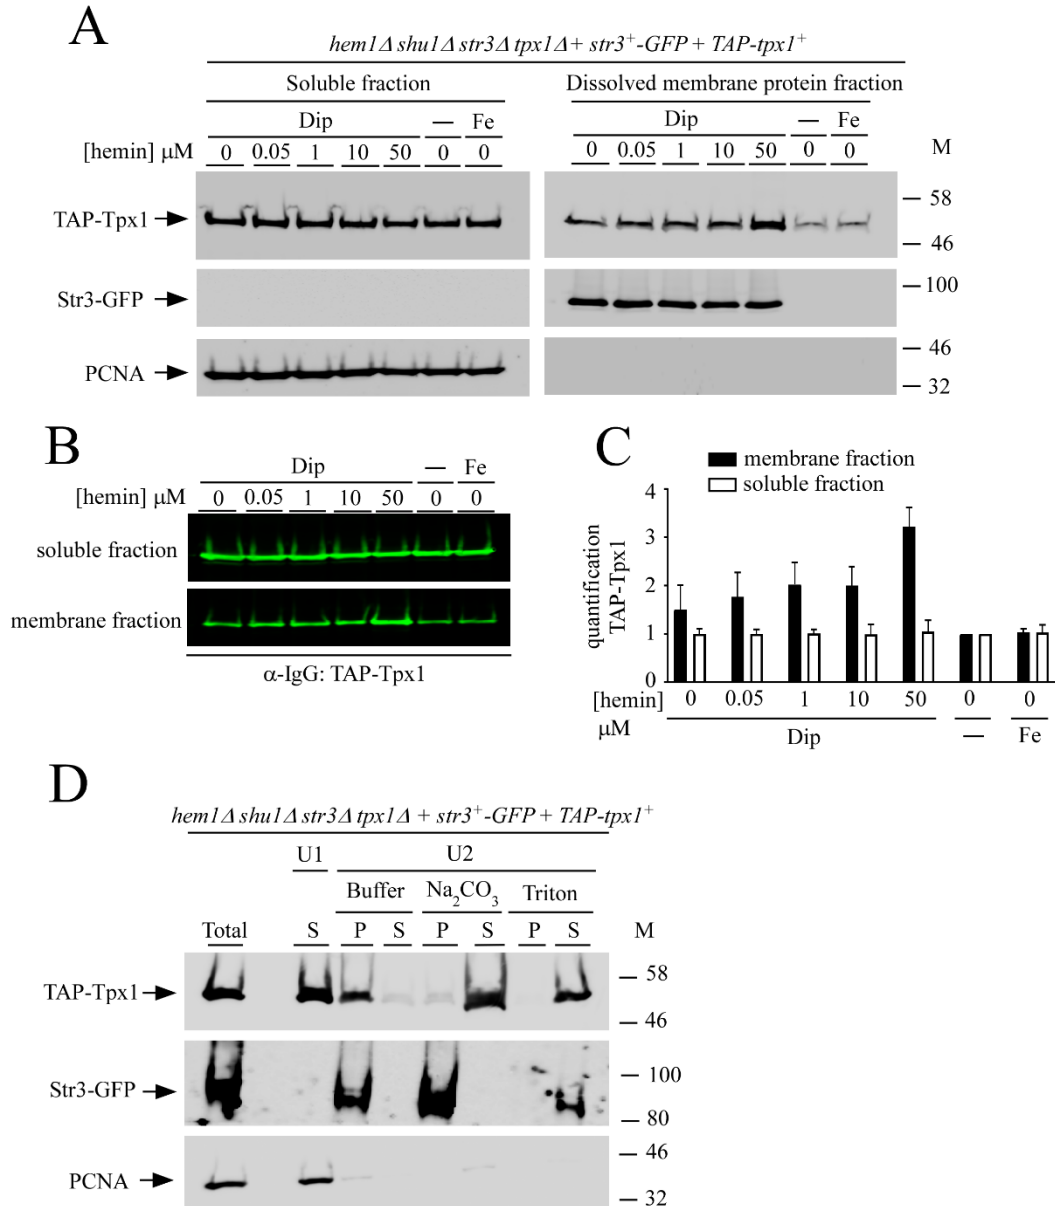 A
hem1Δ shu1Δ str3Δ tpx1Δ+ str3⁺-GFP + TAP-tpx1⁺
Soluble fraction Dissolved membrane protein fraction
Dip — Fe Dip — Fe
[hemin] μM 0 0.05 1 10 50 0 0 0 0.05 1 10 50 0 0 M
TAP-Tpx1 58
46
Str3-GFP 100
PCNA 46
32
B
Dip — Fe
[hemin] μM 0 0.05 1 10 50 0 0
soluble fraction
membrane fraction
α-IgG: TAP-Tpx1
C
membrane fraction
soluble fraction
quantification
TAP-Tpx1
4
3
2
1
0
[hemin] 0 0.05 1 10 50 0 0
μM Dip — Fe
D
hem1Δ shu1Δ str3Δ tpx1Δ + str3⁺-GFP + TAP-tpx1⁺
U1 U2
Buffer Na₂CO₃ Triton
Total S P S P S P S M
TAP-Tpx1 58
46
Str3-GFP 100
80
PCNA 46
32